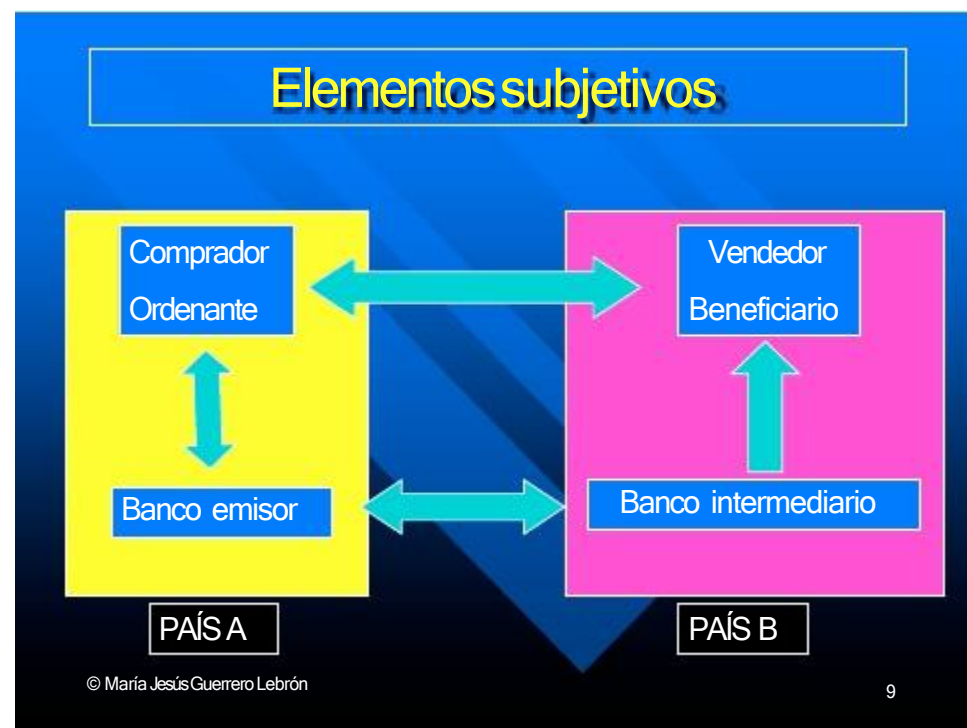 Elementos subjetivos
Comprador
Ordenante
Vendedor
Beneficiario
Banco emisor
Banco intermediario
PAÍS A
PAÍS B
© María Jesús Guerrero Lebrón
9